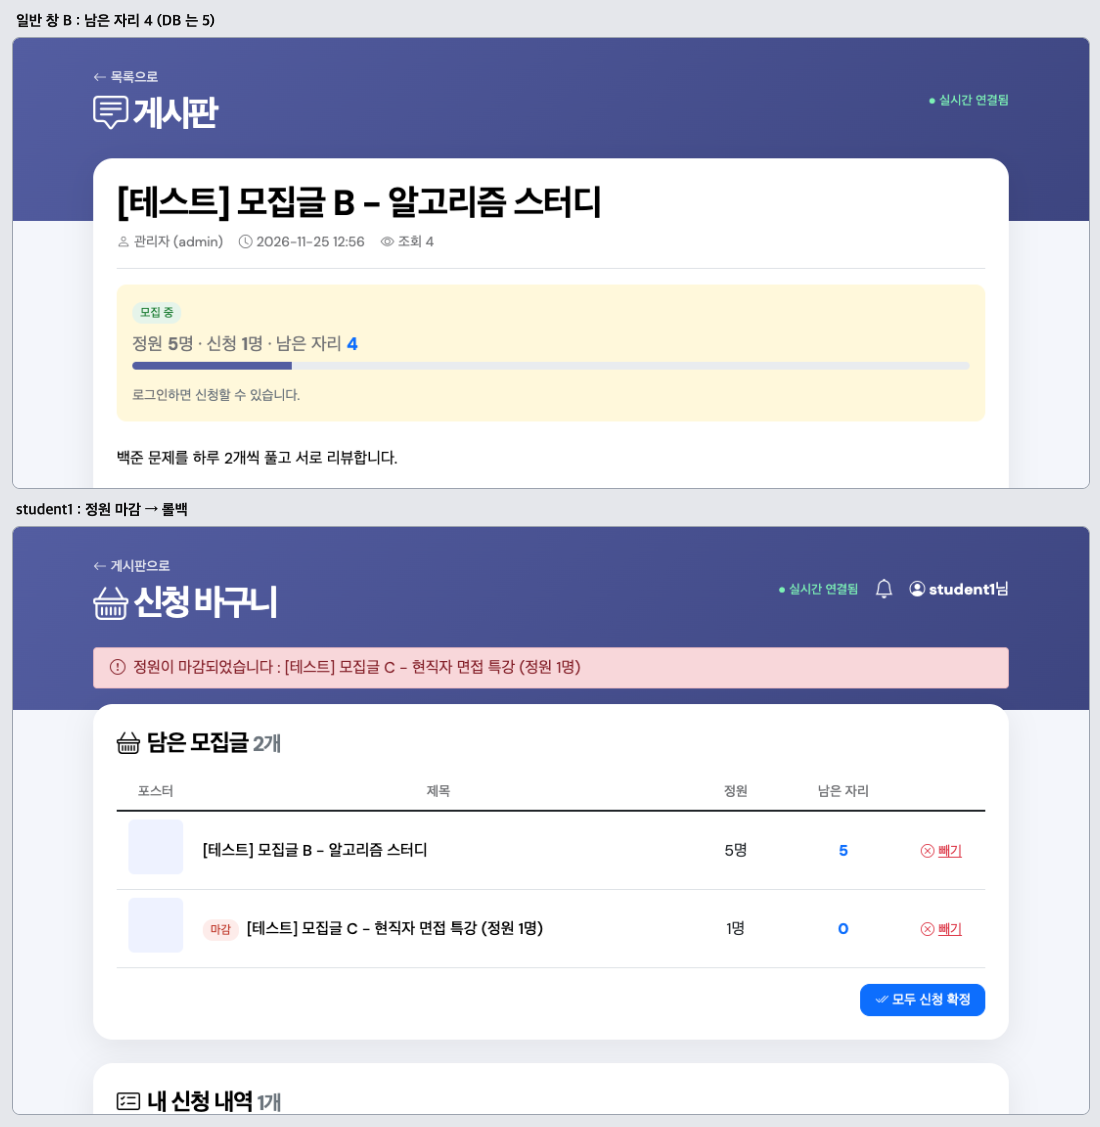 일반 창 B : 남은 자리 4 (DB 는 5)
← 목록으로
게시판
● 실시간 연결됨
[테스트] 모집글 B – 알고리즘 스터디
관리자 (admin) 2026-11-25 12:56 조회 4
모집 중
정원 5명 · 신청 1명 · 남은 자리 4
로그인하면 신청할 수 있습니다.
백준 문제를 하루 2개씩 풀고 서로 리뷰합니다.
student1 : 정원 마감 → 롤백
← 게시판으로
신청 바구니
● 실시간 연결됨 student1님
정원이 마감되었습니다 : [테스트] 모집글 C – 현직자 면접 특강 (정원 1명)
담은 모집글 2개
포스터 제목 정원 남은 자리
[테스트] 모집글 B – 알고리즘 스터디 5명 5 빼기
마감 [테스트] 모집글 C – 현직자 면접 특강 (정원 1명) 1명 0 빼기
모두 신청 확정
내 신청 내역 1개